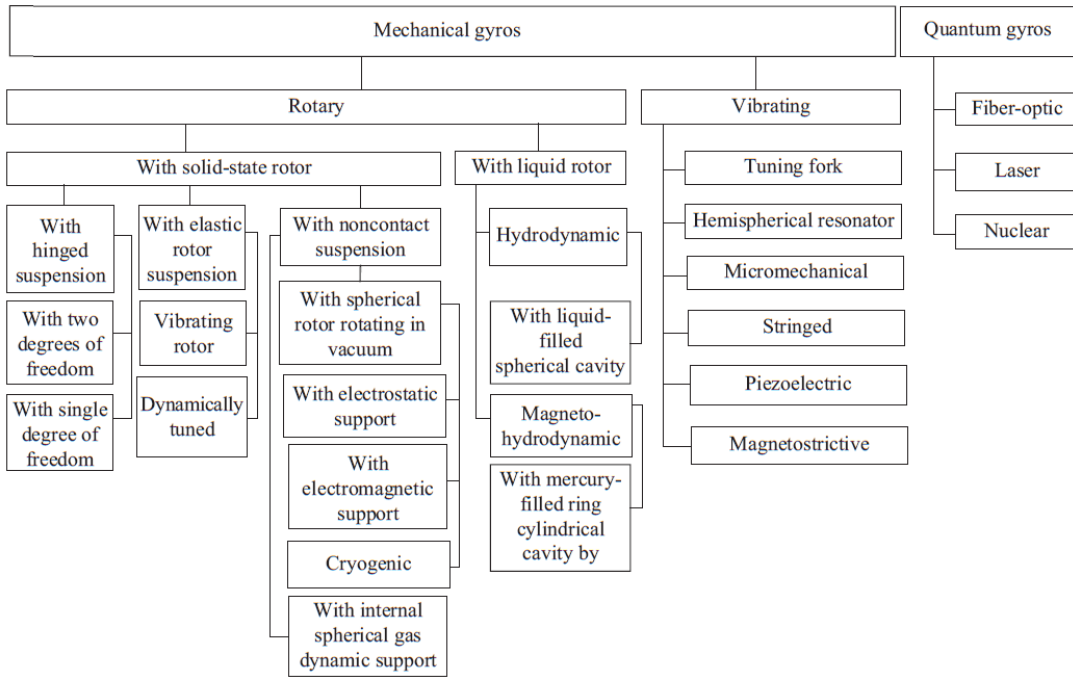 Mechanical gyros
Quantum gyros
Rotary
Vibrating
Fiber-optic
Laser
Nuclear
With solid-state rotor
With liquid rotor
Tuning fork
Hemispherical resonator
Micromechanical
Stringed
Piezoelectric
Magnetostrictive
With
hinged
suspension
With two
degrees of
freedom
With single
degree of
freedom
With elastic
rotor
suspension
Vibrating
rotor
Dynamically
tuned
With noncontact
suspension
With spherical
rotor rotating in
vacuum
With electrostatic
support
With
electromagnetic
support
Cryogenic
With internal
spherical gas
dynamic support
Hydrodynamic
With liquid-
filled
spherical cavity
Magneto-
hydrodynamic
With mercury-
filled ring
cylindrical
cavity by